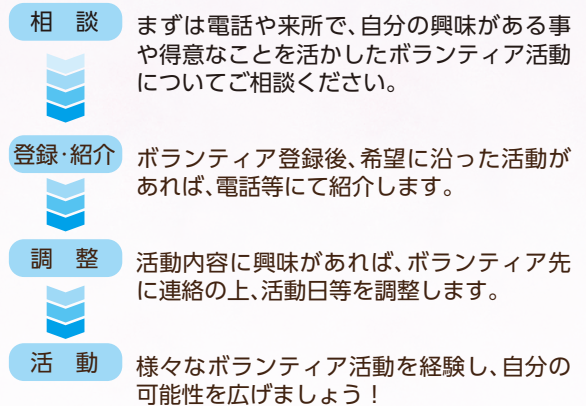 相　談
まずは電話や来所で、自分の興味がある事
や得意なことを活かしたボランティア活動
についてご相談ください。
登録・紹介
ボランティア登録後、希望に沿った活動が
あれば、電話等にて紹介します。
調　整
活動内容に興味があれば、ボランティア先
に連絡の上、活動日等を調整します。
活　動
様々なボランティア活動を経験し、自分の
可能性を広げましょう！